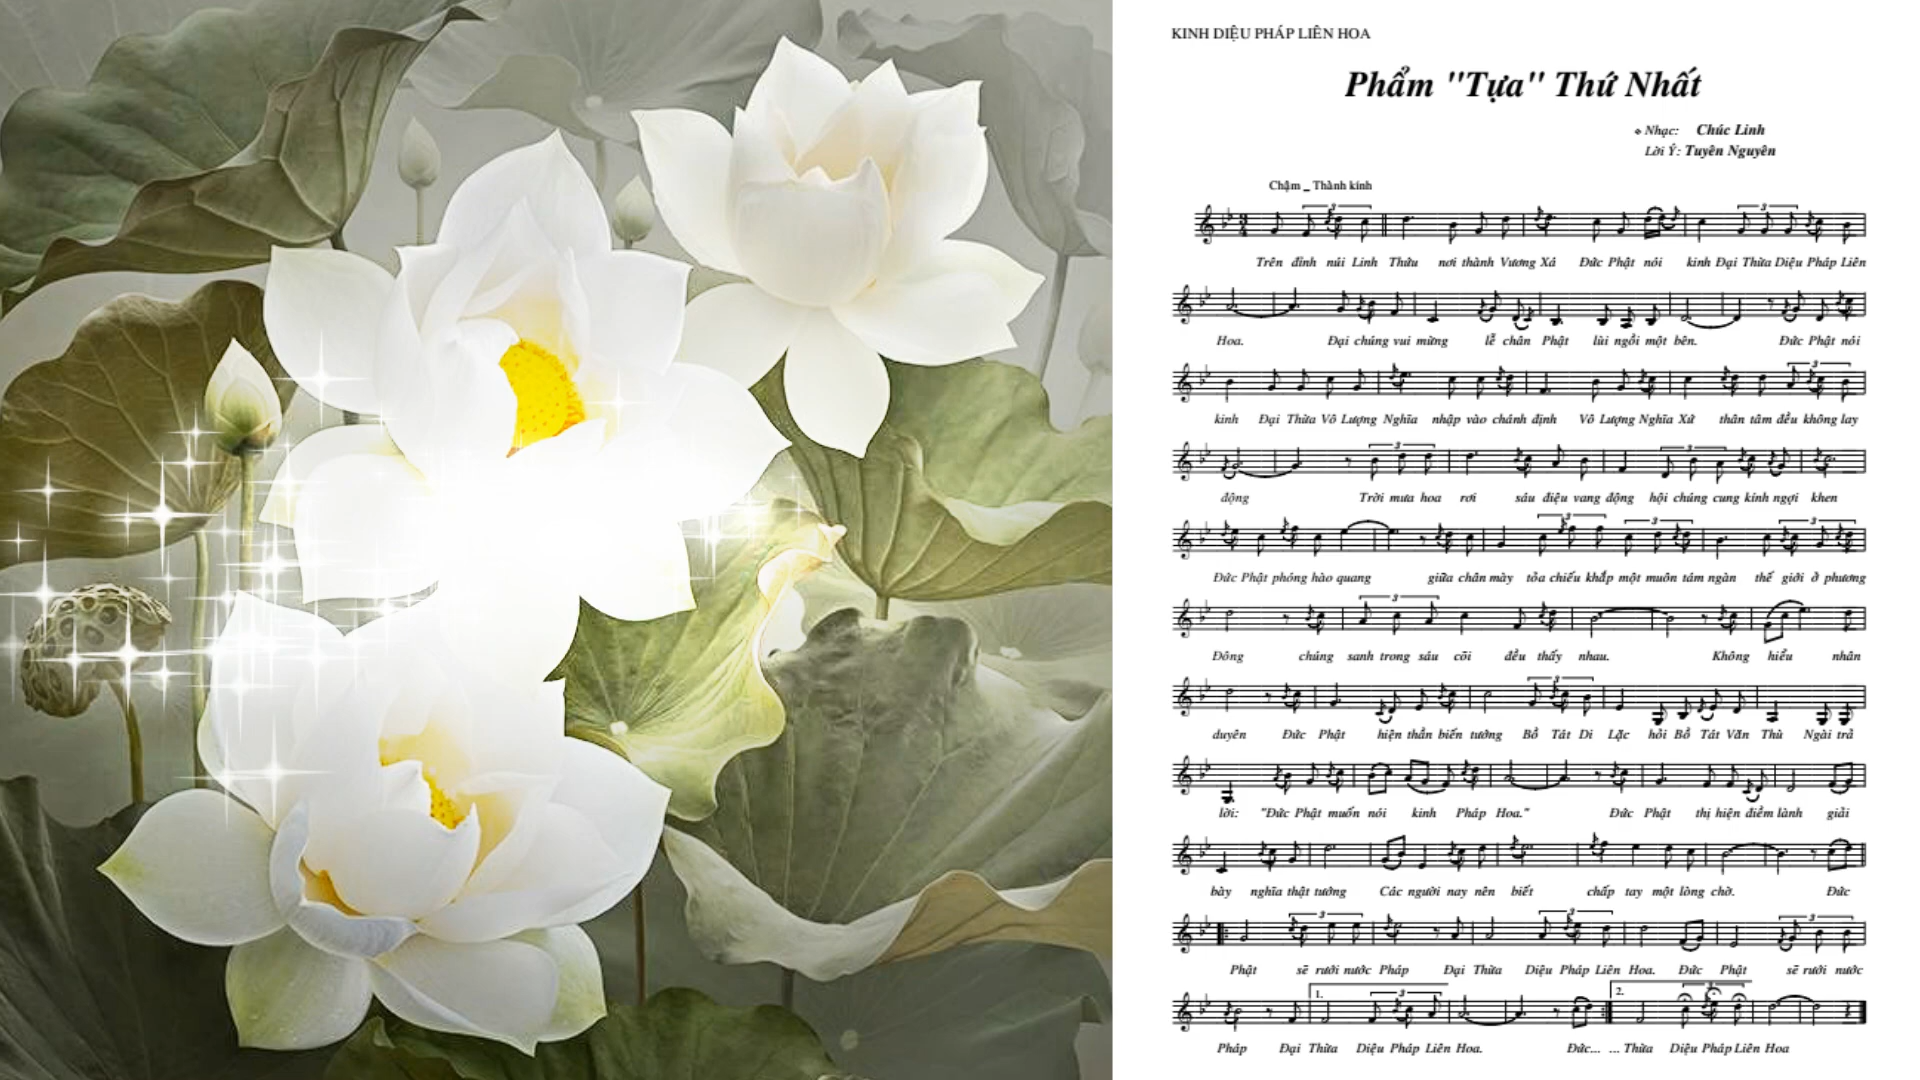 KINH DIỆU PHÁP LIÊN HOA
Phẩm "Tựa" Thứ Nhất
Nhạc: Chúc Linh
Lời Ý: Tuyên Nguyên
Chậm _ Thành kính
3
Trên đỉnh núi Linh Thứu nơi thành Vương Xá Đức Phật nói kinh Đại Thừa Diệu Pháp Liên
Hoa. Đại chúng vui mừng lễ chân Phật lùi ngồi một bên. Đức Phật nói
kinh Đại Thừa Vô Lượng Nghĩa nhập vào chánh định Vô Lượng Nghĩa Xứ thân tâm đều không lay
động Trời mưa hoa rơi sáu điệu vang động hội chúng cung kính ngợi khen
Đức Phật phóng hào quang giữa chân mày tỏa chiếu khắp một muôn tám ngàn thế giới ở phương
Đông chúng sanh trong sáu cõi đều thấy nhau. Không hiểu nhân
duyên Đức Phật hiện thần biến tướng Bồ Tát Di Lặc hỏi Bồ Tát Văn Thù Ngài trả
lời: "Đức Phật muốn nói kinh Pháp Hoa." Đức Phật thị hiện điềm lành giải
bày nghĩa thật tướng Các người nay nên biết chấp tay một lòng chờ. Đức
Phật sẽ rưới nước Pháp Đại Thừa Diệu Pháp Liên Hoa. Đức Phật sẽ rưới nước
1. 2.
Pháp Đại Thừa Diệu Pháp Liên Hoa. Đức... ... Thừa Diệu Pháp Liên Hoa